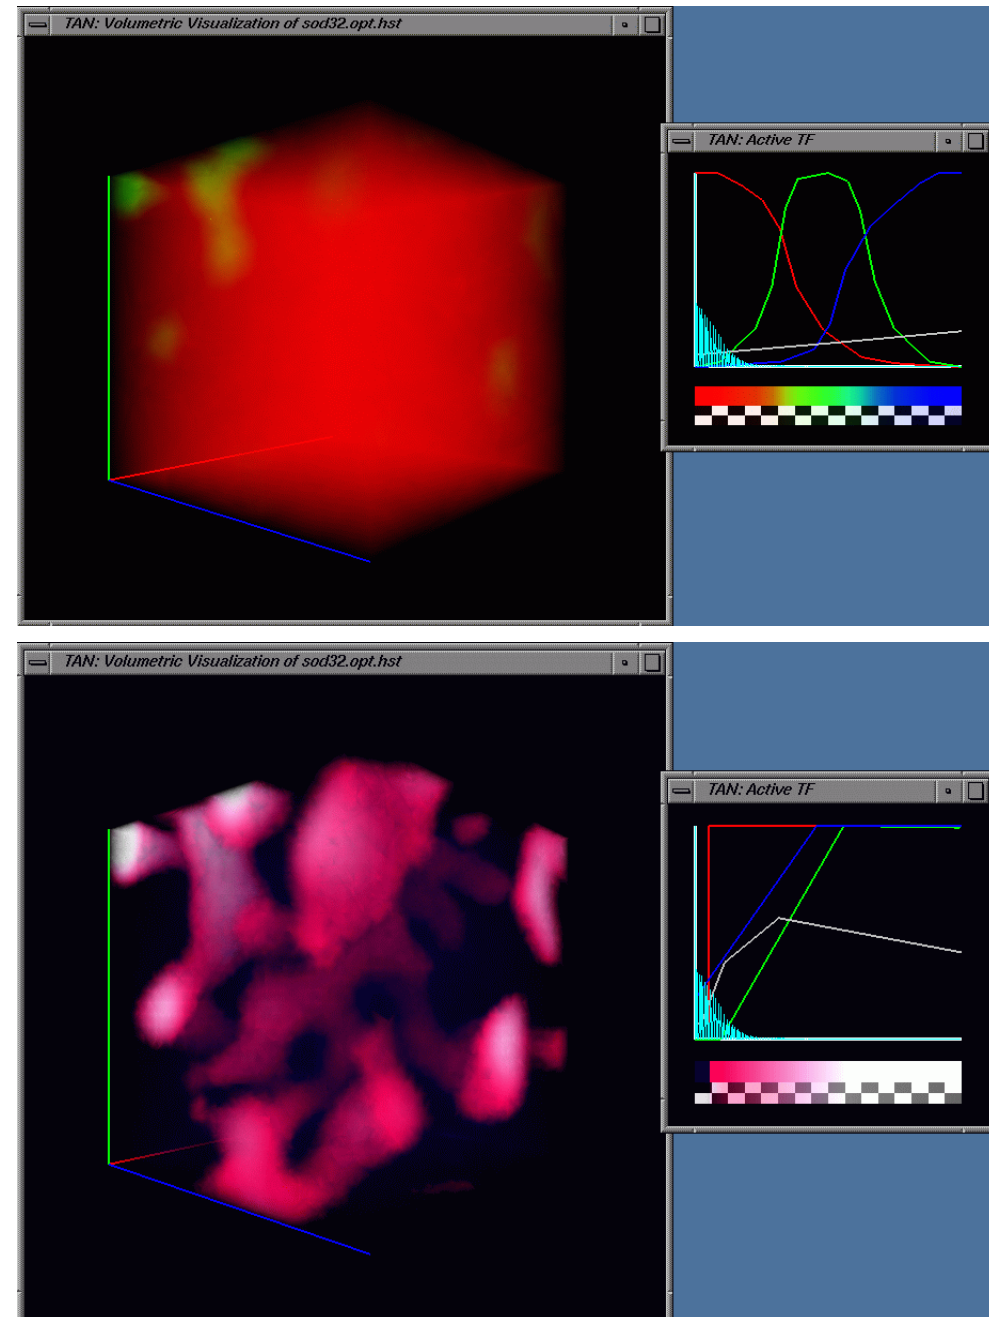 TAN: Volumetric Visualization of sod32.opt.hst
TAN: Active TF
TAN: Volumetric Visualization of sod32.opt.hst
TAN: Active TF